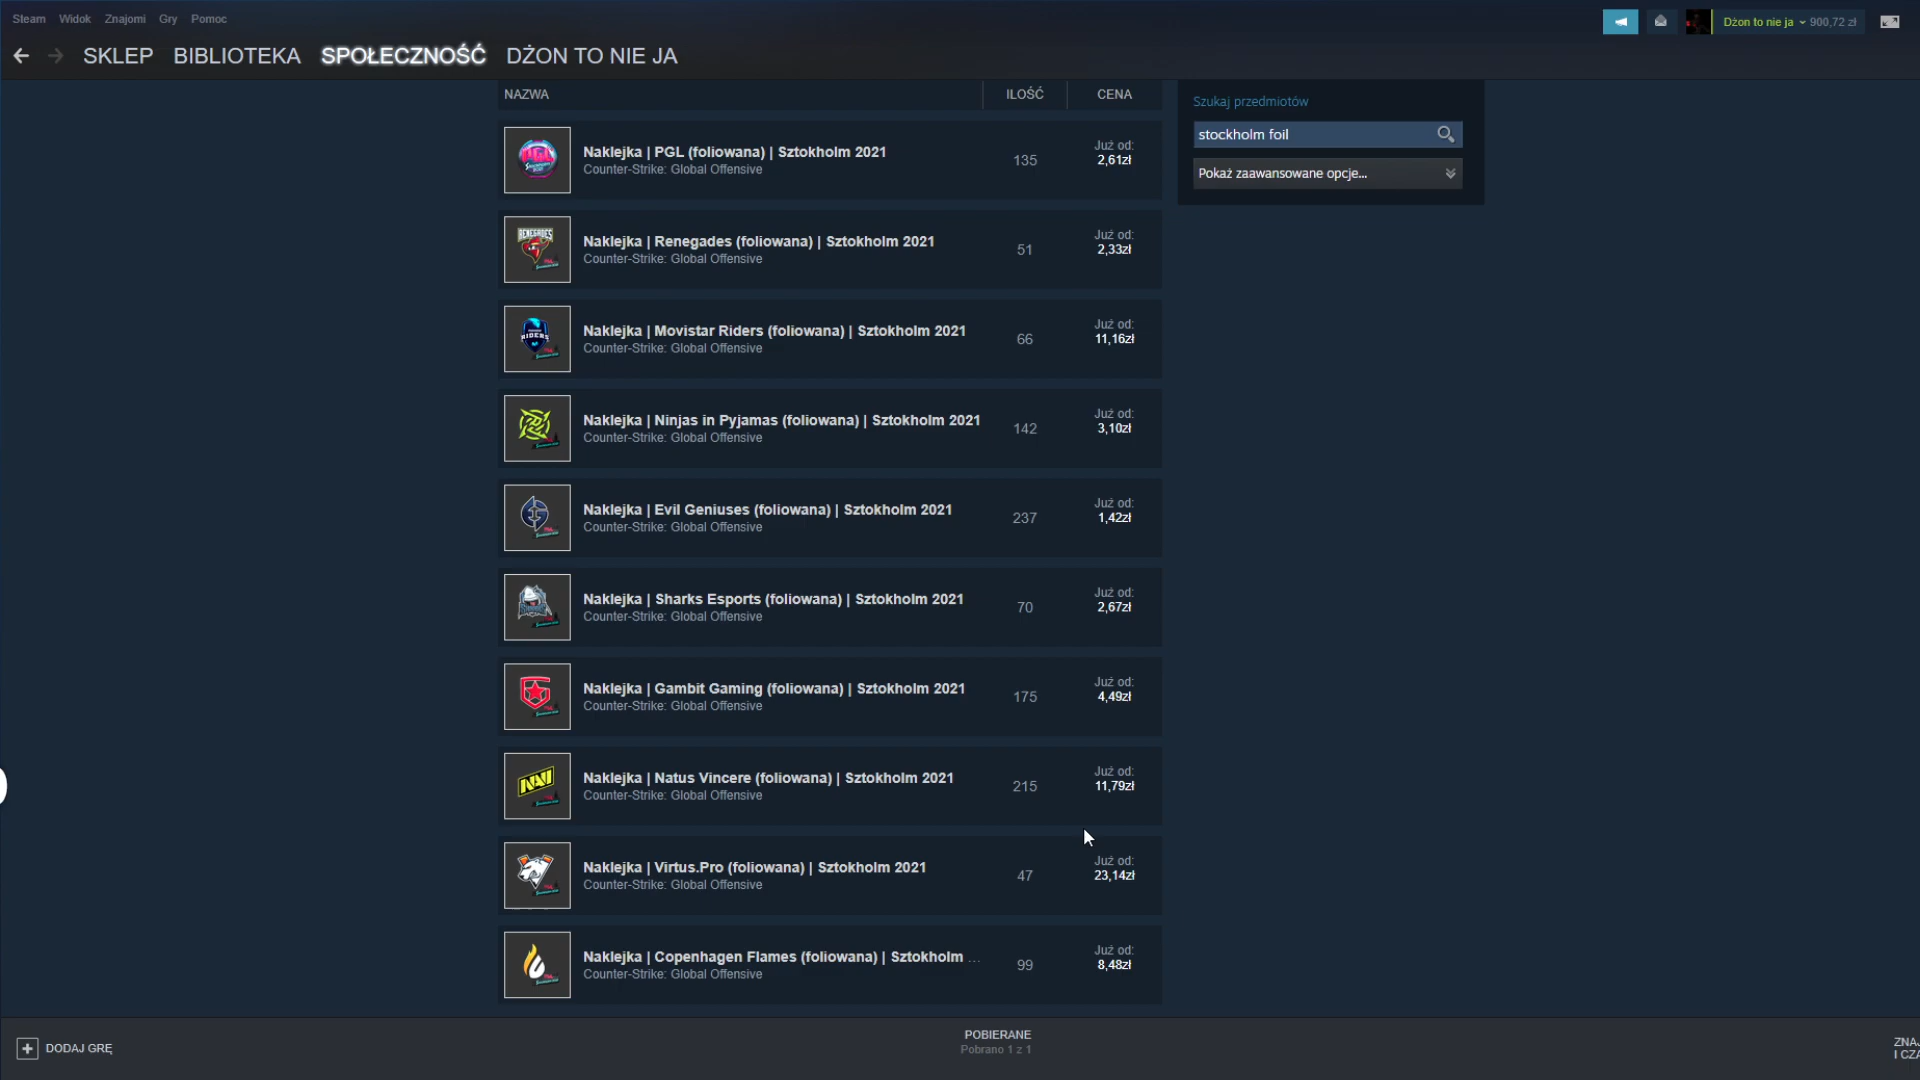 Steam Widok Znajomi Gry Pomoc
Dżon to nie ja 900,72 zł
SKLEP BIBLIOTEKA SPOŁECZNOŚĆ DŻON TO NIE JA
NAZWA ILOŚĆ CENA
Szukaj przedmiotów
stockholm foil
Pokaż zaawansowane opcje...
Naklejka | PGL (foliowana) | Sztokholm 2021
Counter-Strike: Global Offensive
135
Już od:
2,61zł
RENEGADES
Naklejka | Renegades (foliowana) | Sztokholm 2021
Counter-Strike: Global Offensive
51
Już od:
2,33zł
RIDERS
Naklejka | Movistar Riders (foliowana) | Sztokholm 2021
Counter-Strike: Global Offensive
66
Już od:
11,16zł
Naklejka | Ninjas in Pyjamas (foliowana) | Sztokholm 2021
Counter-Strike: Global Offensive
142
Już od:
3,10zł
Naklejka | Evil Geniuses (foliowana) | Sztokholm 2021
Counter-Strike: Global Offensive
237
Już od:
1,42zł
Naklejka | Sharks Esports (foliowana) | Sztokholm 2021
Counter-Strike: Global Offensive
70
Już od:
2,67zł
Naklejka | Gambit Gaming (foliowana) | Sztokholm 2021
Counter-Strike: Global Offensive
175
Już od:
4,49zł
NAVI
Naklejka | Natus Vincere (foliowana) | Sztokholm 2021
Counter-Strike: Global Offensive
215
Już od:
11,79zł
Naklejka | Virtus.Pro (foliowana) | Sztokholm 2021
Counter-Strike: Global Offensive
47
Już od:
23,14zł
Naklejka | Copenhagen Flames (foliowana) | Sztokholm ...
Counter-Strike: Global Offensive
99
Już od:
8,48zł
DODAJ GRĘ
POBIERANE
Pobrano 1 z 1
ZNAJ
I CZA